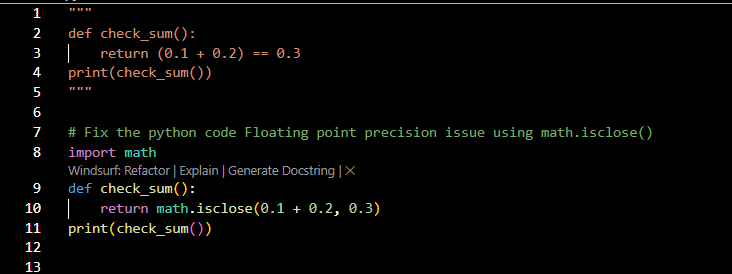 1 """
2 def check_sum():
3     return (0.1 + 0.2) == 0.3
4 print(check_sum())
5 """
6
7 # Fix the python code Floating point precision issue using math.isclose()
8 import math
Windsurf: Refactor | Explain | Generate Docstring | ×
9 def check_sum():
10     return math.isclose(0.1 + 0.2, 0.3)
11 print(check_sum())
12
13